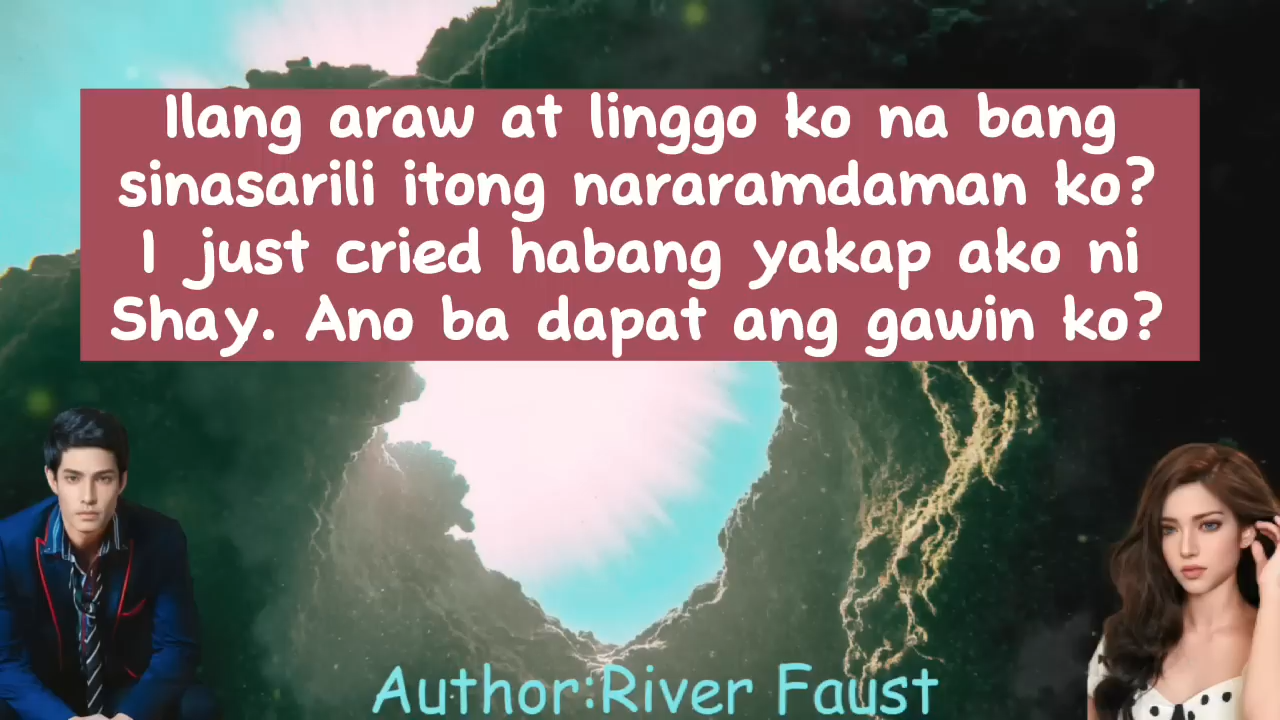 Ilang araw at linggo ko na bang
sinasarili itong nararamdaman ko?
I just cried habang yakap ako ni
Shay. Ano ba dapat ang gawin ko?
Author:River Faust